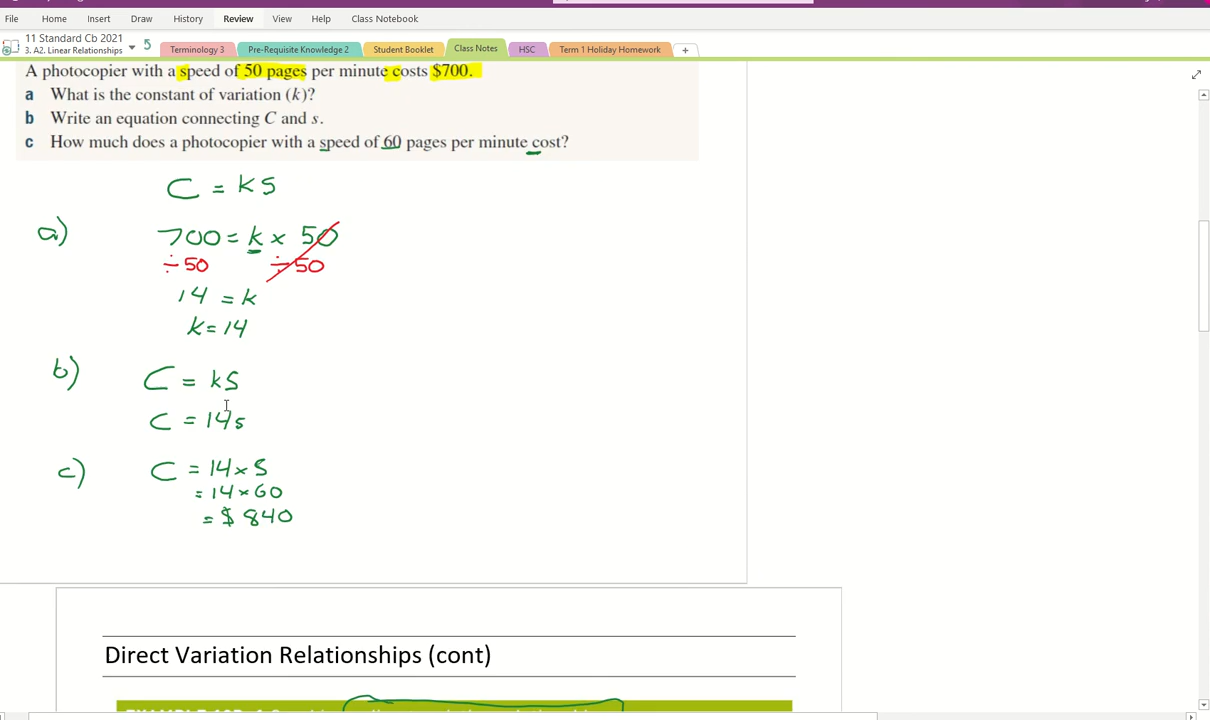 File Home Insert Draw History Review View Help Class Notebook
11 Standard Cb 2021
3. A2. Linear Relationships
Terminology 3 Pre-Requisite Knowledge 2 Student Booklet Class Notes HSC Term 1 Holiday Homework +
A photocopier with a speed of 50 pages per minute costs $700.
a What is the constant of variation (k)?
b Write an equation connecting C and s.
c How much does a photocopier with a speed of 60 pages per minute cost?
C = kS
a) 700 = k × 50
÷50 ÷50
14 = k
k = 14
b) C = kS
C = 14s
c) C = 14 × S
= 14 × 60
= $840
Direct Variation Relationships (cont)